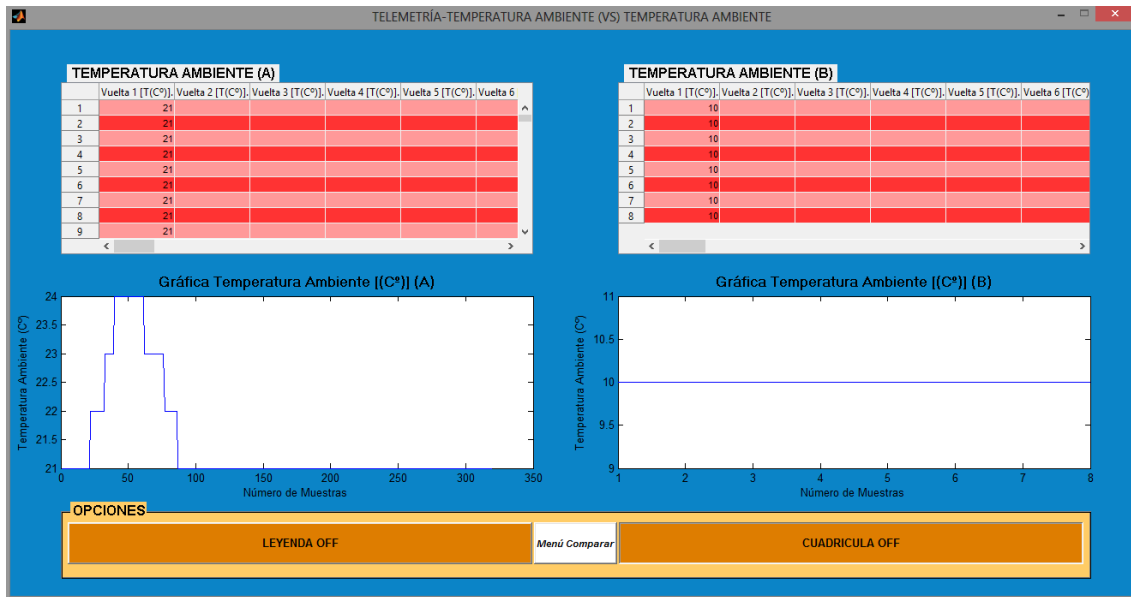 TELEMETRÍA-TEMPERATURA AMBIENTE (VS) TEMPERATURA AMBIENTE
TEMPERATURA AMBIENTE (A)
Vuelta 1 [T(Cº)]. Vuelta 2 [T(Cº)]. Vuelta 3 [T(Cº)]. Vuelta 4 [T(Cº)]. Vuelta 5 [T(Cº)]. Vuelta 6
1 21
2 21
3 21
4 21
5 21
6 21
7 21
8 21
9 21
TEMPERATURA AMBIENTE (B)
Vuelta 1 [T(Cº)]. Vuelta 2 [T(Cº)]. Vuelta 3 [T(Cº)]. Vuelta 4 [T(Cº)]. Vuelta 5 [T(Cº)]. Vuelta 6 [T(Cº)
1 10
2 10
3 10
4 10
5 10
6 10
7 10
8 10
Gráfica Temperatura Ambiente [(Cº)] (A)
Temperatura Ambiente (Cº)
24
23.5
23
22.5
22
21.5
21
0 50 100 150 200 250 300 350
Número de Muestras
Gráfica Temperatura Ambiente [(Cº)] (B)
Temperatura Ambiente (Cº)
11
10.5
10
9.5
9
1 2 3 4 5 6 7 8
Número de Muestras
OPCIONES
LEYENDA OFF
Menú Comparar
CUADRICULA OFF